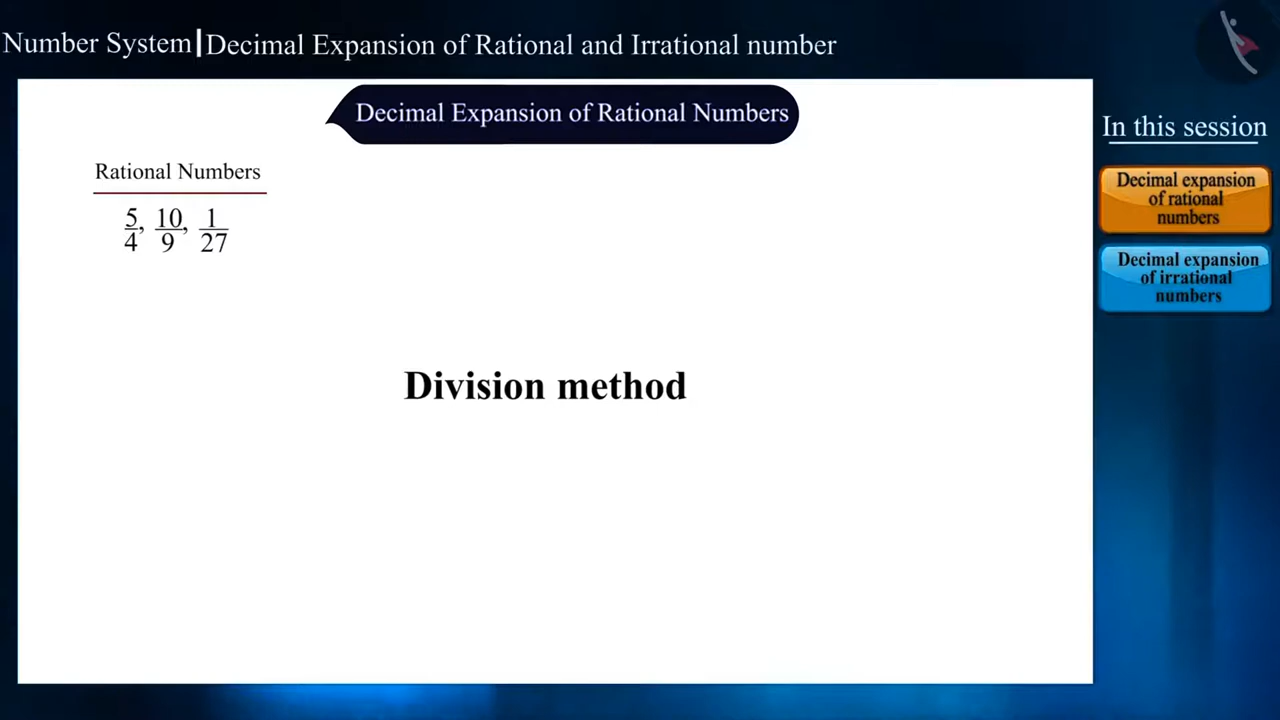 Number System|Decimal Expansion of Rational and Irrational number
Decimal Expansion of Rational Numbers
In this session
Decimal expansion
of rational
numbers
Decimal expansion
of irrational
numbers
Rational Numbers
5/4, 10/9, 1/27
Division method